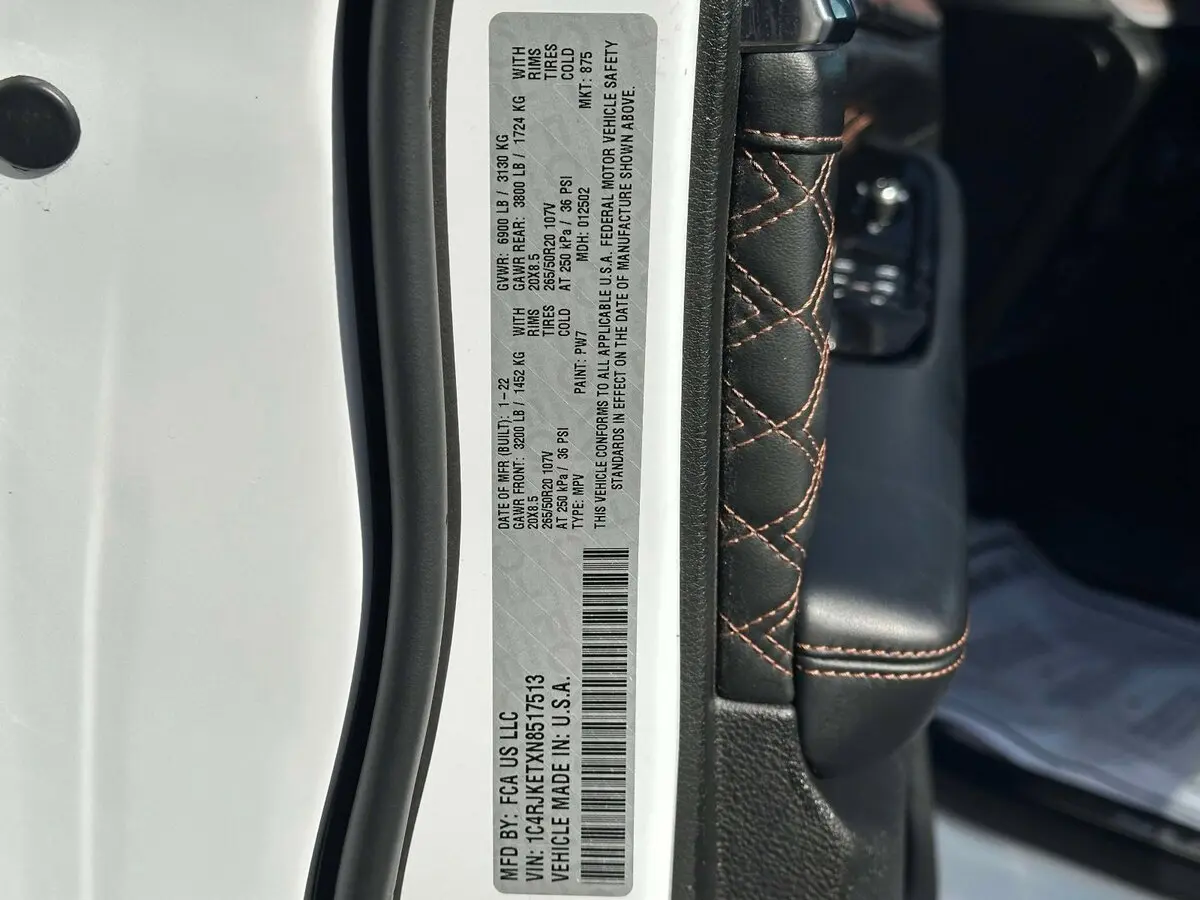 MFD BY: FCA US LLC
VIN: 1C4RJKETXN8517513
VEHICLE MADE IN: U.S.A.
DATE OF MFR (BUILT): 1-22 GVWR: 6900 LB / 3130 KG
GAWR FRONT: 3200 LB / 1452 KG WITH GAWR REAR: 3800 LB / 1724 KG WITH
20X8.5 RIMS 20X8.5 RIMS
265/50R20 107V TIRES 265/50R20 107V TIRES
AT 250 kPa / 36 PSI COLD AT 250 kPa / 36 PSI COLD
TYPE: MPV PAINT: PW7 MDH: 012502 MKT: 875
THIS VEHICLE CONFORMS TO ALL APPLICABLE U.S.A. FEDERAL MOTOR VEHICLE SAFETY
STANDARDS IN EFFECT ON THE DATE OF MANUFACTURE SHOWN ABOVE.